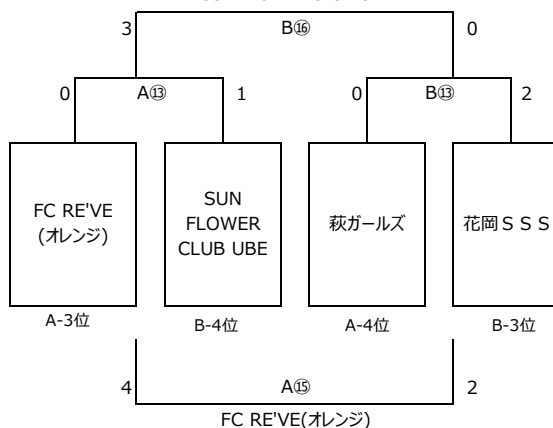 3 B⑯ 0
0 A⑬ 1 0 B⑬ 2
FC RE'VE
(オレンジ)
SUN
FLOWER
CLUB UBE
萩ガールズ
花岡ＳＳＳ
A-3位 B-4位 A-4位 B-3位
4 A⑮ 2
FC RE'VE(オレンジ)